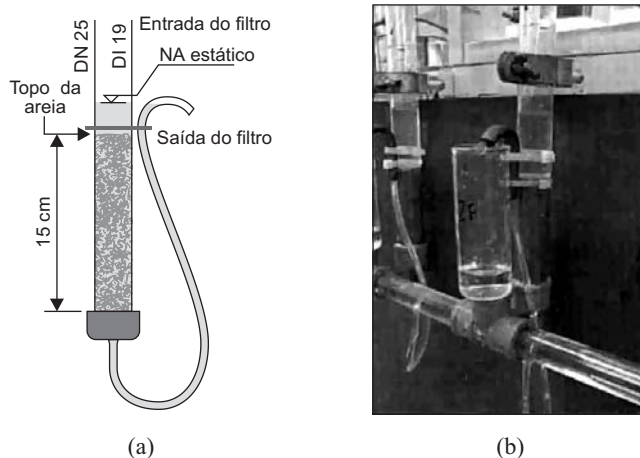 DN 25
DI 19
Entrada do filtro
NA estático
Topo da
areia
Saída do filtro
15 cm
(a)
(b)